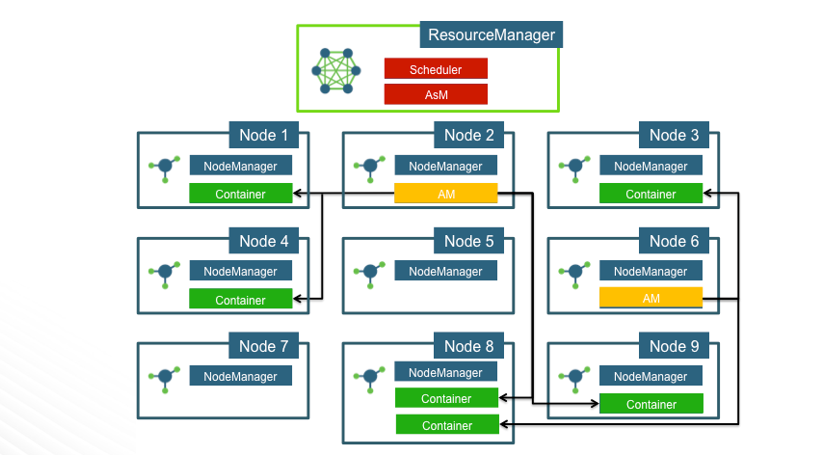 ResourceManager
Scheduler
AsM
Node 1
NodeManager
Container
Node 2
NodeManager
AM
Node 3
NodeManager
Container
Node 4
NodeManager
Container
Node 5
NodeManager
Node 6
NodeManager
AM
Node 7
NodeManager
Node 8
NodeManager
Container
Container
Node 9
NodeManager
Container